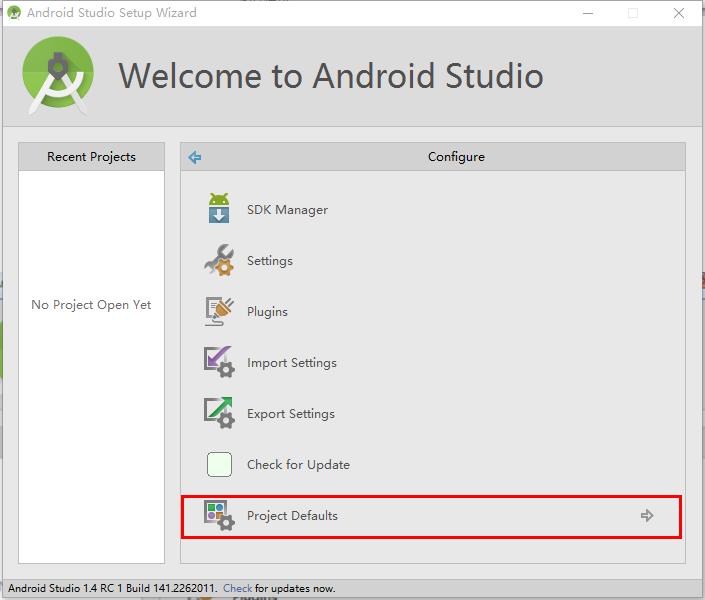 Android Studio Setup Wizard
Welcome to Android Studio
Recent Projects
No Project Open Yet
Configure
SDK Manager
Settings
Plugins
Import Settings
Export Settings
Check for Update
Project Defaults
Android Studio 1.4 RC 1 Build 141.2262011. Check for updates now.